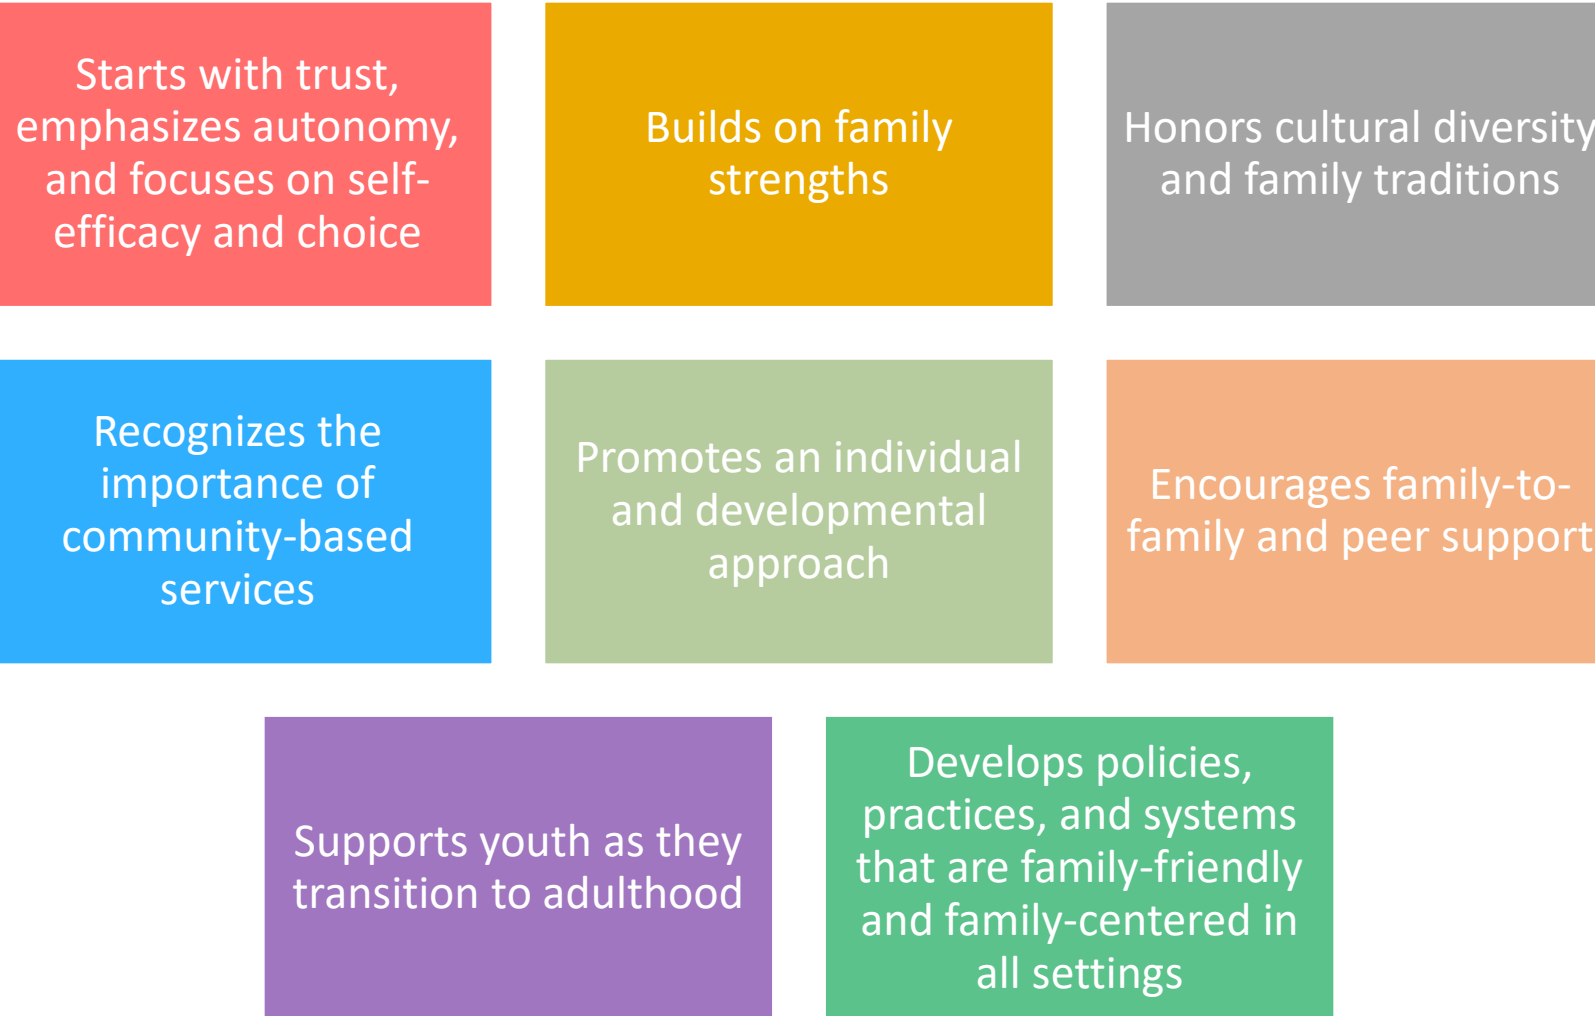 Starts with trust,
emphasizes autonomy,
and focuses on self-
efficacy and choice
Builds on family
strengths
Honors cultural diversity
and family traditions
Recognizes the
importance of
community-based
services
Promotes an individual
and developmental
approach
Encourages family-to-
family and peer support
Supports youth as they
transition to adulthood
Develops policies,
practices, and systems
that are family-friendly
and family-centered in
all settings